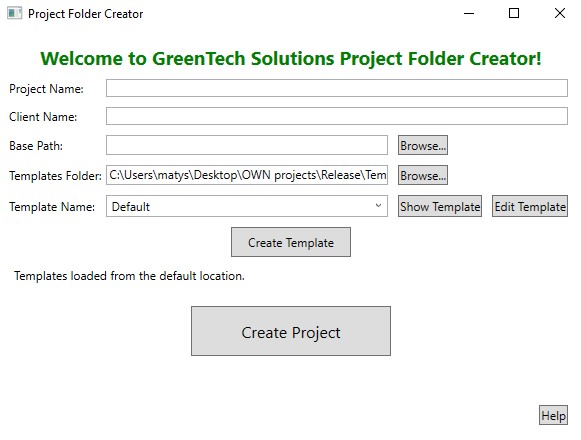 Project Folder Creator
Welcome to GreenTech Solutions Project Folder Creator!
Project Name:
Client Name:
Base Path: Browse...
Templates Folder: C:\Users\matys\Desktop\OWN projects\Release\Tem Browse...
Template Name: Default Show Template Edit Template
Create Template
Templates loaded from the default location.
Create Project
Help